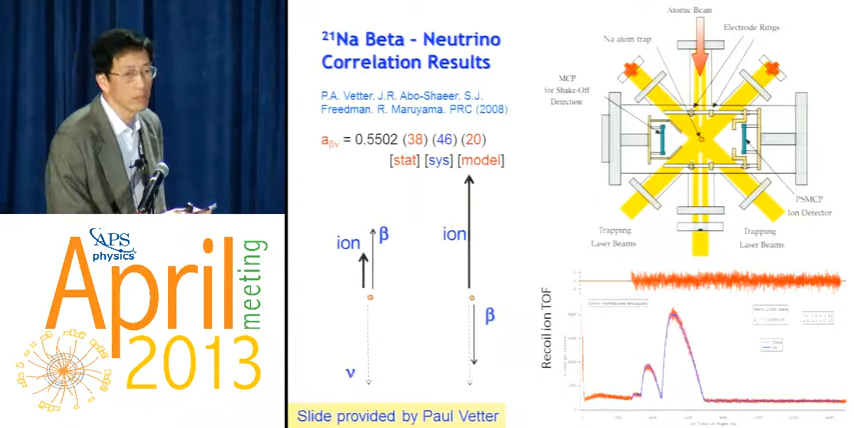 APS
physics
April
meeting
2013
²¹Na Beta – Neutrino
Correlation Results
P.A. Vetter, J.R. Abo-Shaeer, S.J.
Freedman, R. Maruyama, PRC (2008)
aβν = 0.5502 (38) (46) (20)
[stat] [sys] [model]
ion
β
ν
ion
β
Slide provided by Paul Vetter
Atomic Beam
Electrode Rings
Na atom trap
MCP
for Shake-Off
Detection
PSMCP
Ion Detector
Trapping
Laser Beams
Trapping
Laser Beams
Recoil ion TOF